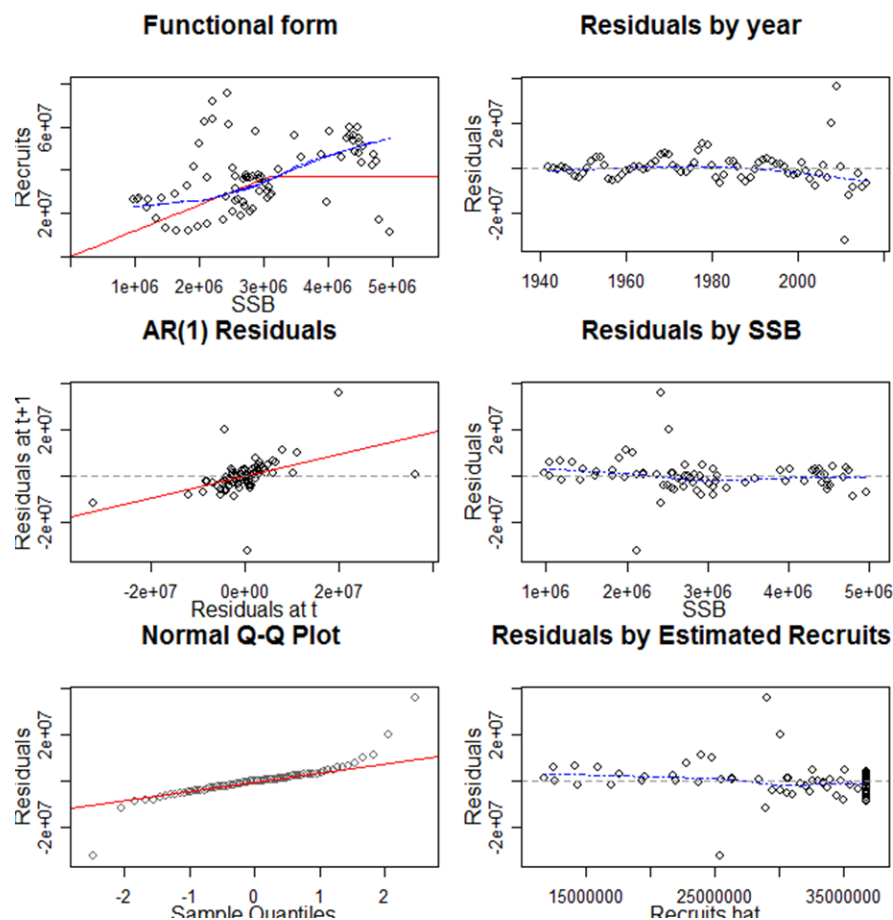 Functional form
Recruits
2e+07 6e+07
1e+06 2e+06 3e+06 4e+06 5e+06
SSB
Residuals by year
Residuals
-2e+07 2e+07
1940 1960 1980 2000
AR(1) Residuals
Residuals at t+1
-2e+07 2e+07
-2e+07 0e+00 2e+07
Residuals at t
Residuals by SSB
Residuals
-2e+07 2e+07
1e+06 2e+06 3e+06 4e+06 5e+06
SSB
Normal Q-Q Plot
Residuals
-2e+07 2e+07
-2 -1 0 1 2
Sample Quantiles
Residuals by Estimated Recruits
Residuals
-2e+07 2e+07
15000000 25000000 35000000
Recruits hat